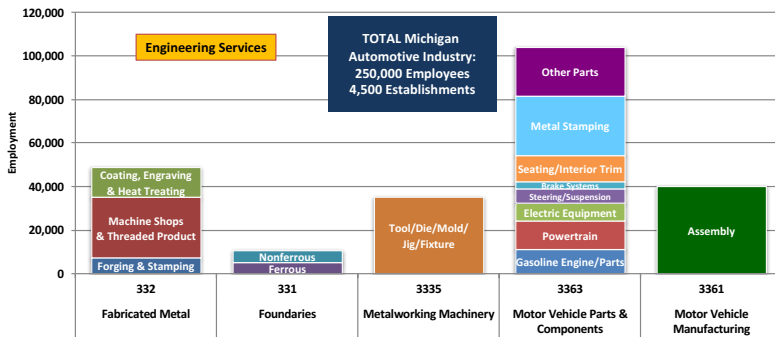 120,000
100,000
80,000
60,000
40,000
20,000
0
Employment
Engineering Services
TOTAL Michigan
Automotive Industry:
250,000 Employees
4,500 Establishments
Coating, Engraving
& Heat Treating
Machine Shops
& Threaded Product
Forging & Stamping
Nonferrous
Ferrous
Tool/Die/Mold/
Jig/Fixture
Other Parts
Metal Stamping
Seating/Interior Trim
Brake Systems
Steering/Suspension
Electric Equipment
Powertrain
Gasoline Engine/Parts
Assembly
332
Fabricated Metal
331
Foundaries
3335
Metalworking Machinery
3363
Motor Vehicle Parts &
Components
3361
Motor Vehicle
Manufacturing